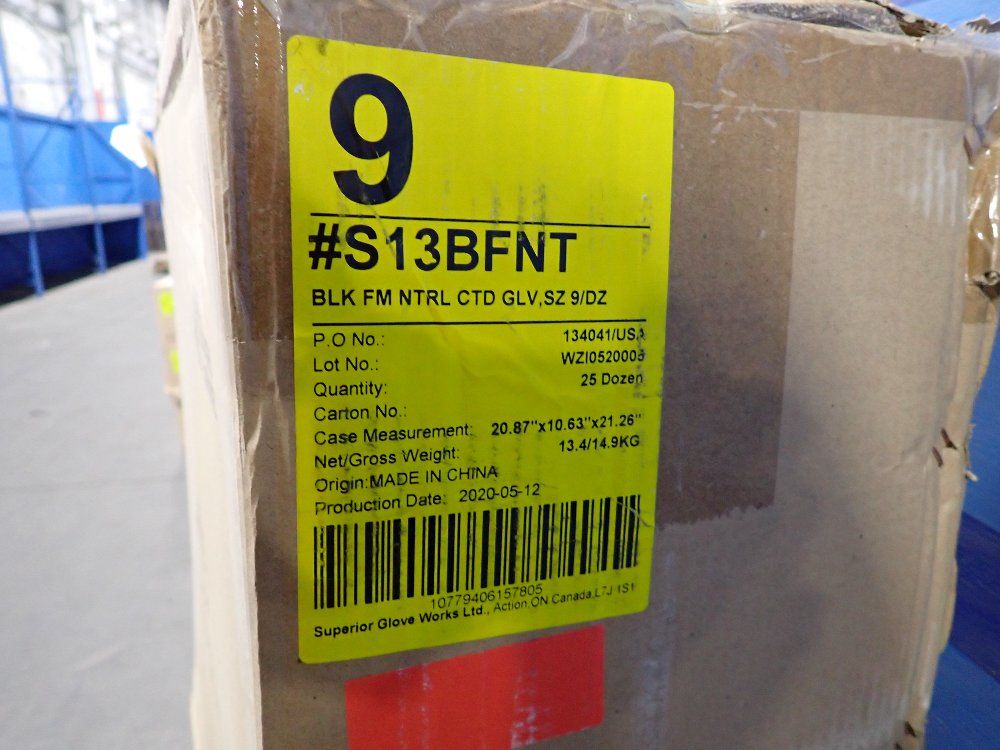 9
#S13BFNT
BLK FM NTRL CTD GLV,SZ 9/DZ
P.O No.: 134041/USA
Lot No.: WZI0520005
Quantity: 25 Dozen
Carton No.:
Case Measurement: 20.87"x10.63"x21.26"
Net/Gross Weight: 13.4/14.9KG
Origin:MADE IN CHINA
Production Date: 2020-05-12
10779406157805
Superior Glove Works Ltd., Action,ON.Canada,L7J 1S1